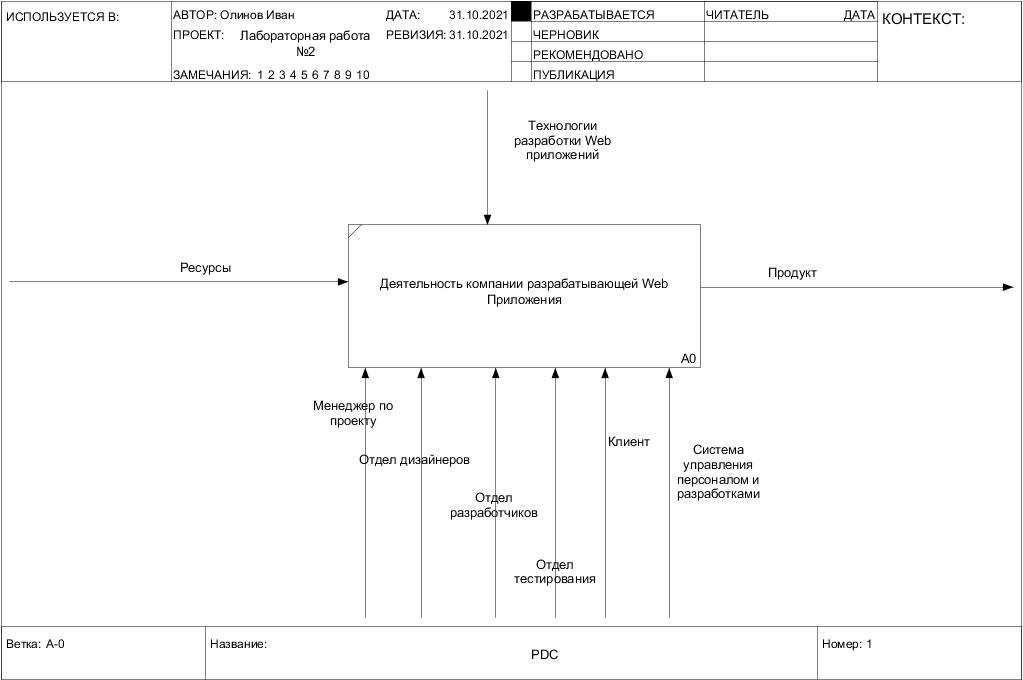 ИСПОЛЬЗУЕТСЯ В:
АВТОР: Олинов Иван
ДАТА: 31.10.2021
ПРОЕКТ: Лабораторная работа
№2
РЕВИЗИЯ: 31.10.2021
ЗАМЕЧАНИЯ: 1 2 3 4 5 6 7 8 9 10
РАЗРАБАТЫВАЕТСЯ
ЧЕРНОВИК
РЕКОМЕНДОВАНО
ПУБЛИКАЦИЯ
ЧИТАТЕЛЬ ДАТА
КОНТЕКСТ:
Технологии
разработки Web
приложений
Ресурсы
Деятельность компании разрабатывающей Web
Приложения
A0
Продукт
Менеджер по
проекту
Отдел дизайнеров
Отдел
разработчиков
Отдел
тестирования
Клиент
Система
управления
персоналом и
разработками
Ветка: A-0
Название:
PDC
Номер: 1